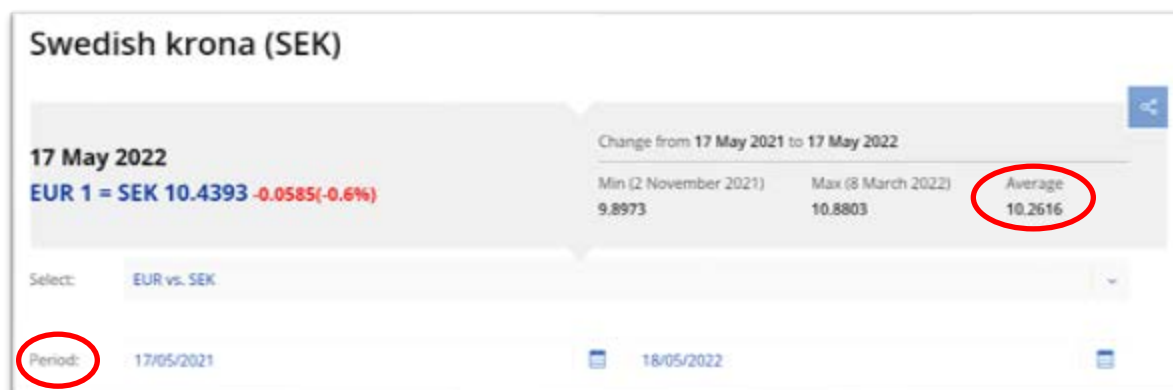 Swedish krona (SEK)
17 May 2022
EUR 1 = SEK 10.4393 -0.0585(-0.6%)
Change from 17 May 2021 to 17 May 2022
Min (2 November 2021) Max (8 March 2022) Average
9.8973 10.8803 10.2616
Select: EUR vs. SEK
Period: 17/05/2021 18/05/2022